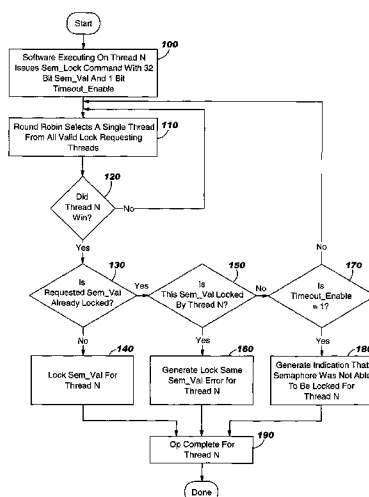 Start
100
Software Executing On Thread N
Issues Sem_Lock Command With 32
Bit Sem_Val And 1 Bit
Timeout_Enable
110
Round Robin Selects A Single Thread
From All Valid Lock Requesting
Threads
120
Did
Thread N
Win?
No
Yes
No
130
Is
Requested Sem_Val
Already Locked?
Yes
150
Is
This Sem_Val Locked
By Thread N?
No
170
Is
Timeout_Enable
= 1?
No
Yes
Yes
140
Lock Sem_Val For
Thread N
160
Generate Lock Same
Sem_Val Error for
Thread N
180
Generate Indication That
Semaphore Was Not Able
To Be Locked For
Thread N
190
Op Complete For
Thread N
Done